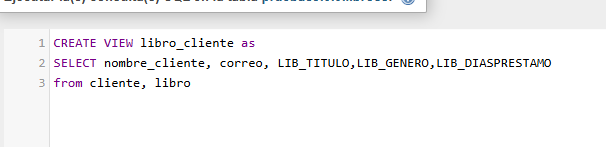 1 CREATE VIEW libro_cliente as
2 SELECT nombre_cliente, correo, LIB_TITULO,LIB_GENERO,LIB_DIASPRESTAMO
3 from cliente, libro